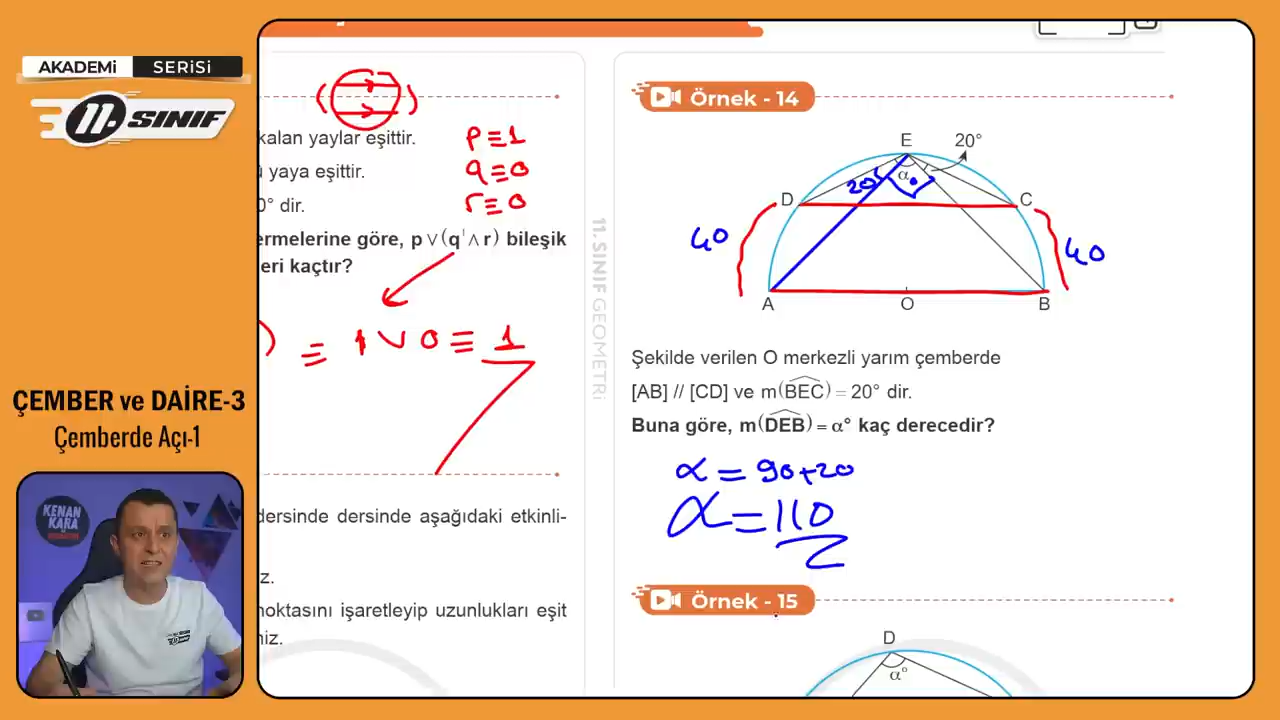 AKADEMİ SERİSİ
11. SINIF
ÇEMBER ve DAİRE-3
Çemberde Açı-1
KENAN
KARA
kalan yaylar eşittir.
yaya eşittir.
0° dir.
ermelerine göre, p ∨ (q' ∧ r) bileşik
eri kaçtır?
p ≡ 1
q ≡ 0
r ≡ 0
) ≡ 1 ∨ 0 ≡ 1
dersinde dersinde aşağıdaki etkinli-
z.
noktasını işaretleyip uzunlukları eşit
niz.
11. SINIF GEOMETRİ
Örnek - 14
E 20°
20 α
D C
40 40
A O B
Şekilde verilen O merkezli yarım çemberde
[AB] // [CD] ve m(BEC) = 20° dir.
Buna göre, m(DEB) = α° kaç derecedir?
α = 90+20
α = 110
Örnek - 15
D
α°